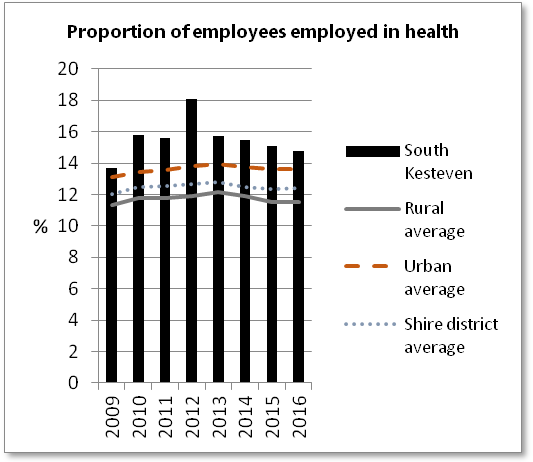 Proportion of employees employed in health
20
18
16
14
12
10
8
6
4
2
0
%
2009
2010
2011
2012
2013
2014
2015
2016
South
Kesteven
Rural
average
Urban
average
Shire district
average